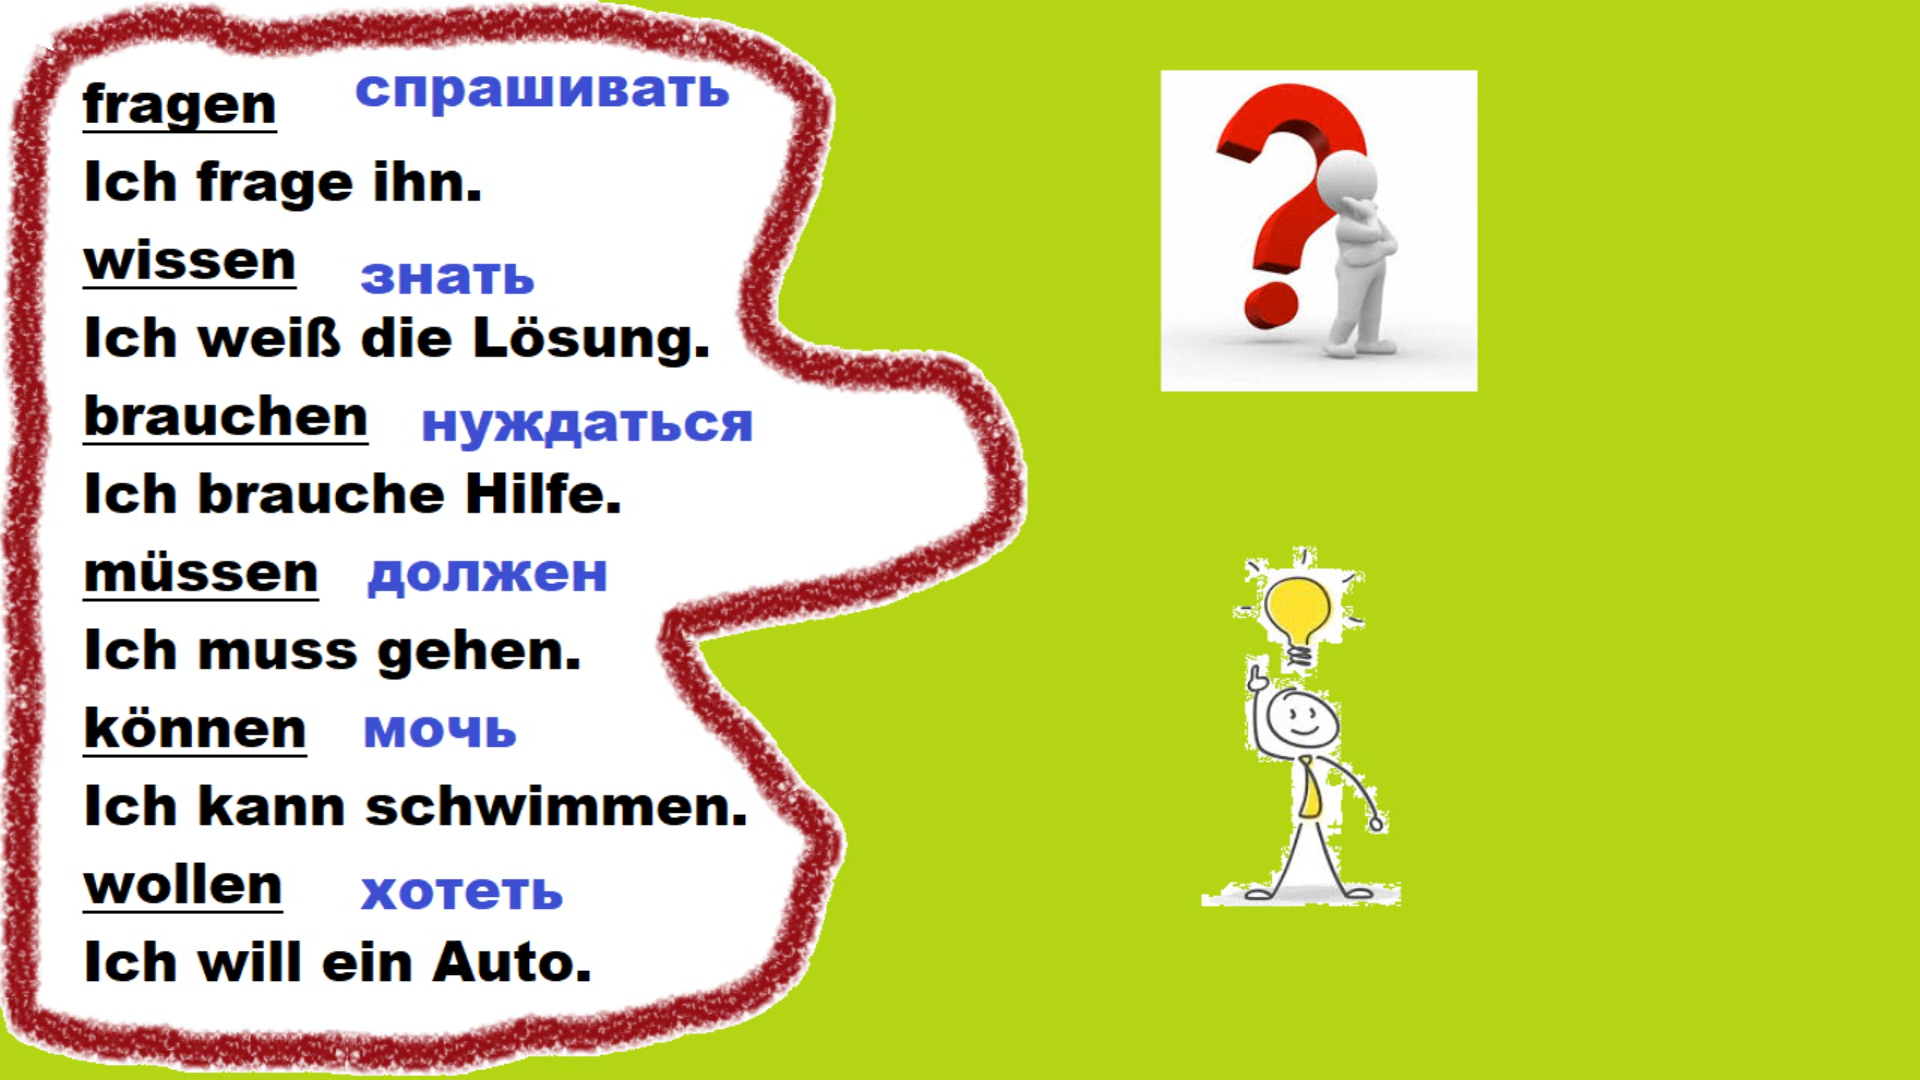 fragen спрашивать
Ich frage ihn.
wissen знать
Ich weiß die Lösung.
brauchen нуждаться
Ich brauche Hilfe.
müssen должен
Ich muss gehen.
können мочь
Ich kann schwimmen.
wollen хотеть
Ich will ein Auto.